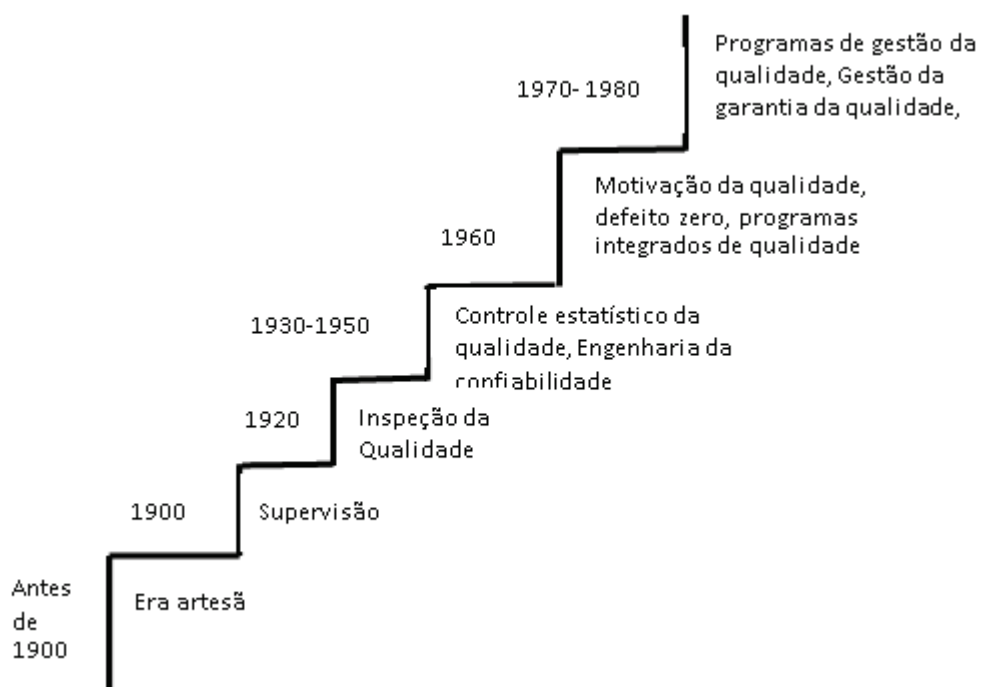 Programas de gestão da
qualidade, Gestão da
garantia da qualidade,
1970- 1980
Motivação da qualidade,
defeito zero, programas
integrados de qualidade
1960
Controle estatístico da
qualidade, Engenharia da
confiabilidade
1930-1950
Inspeção da
Qualidade
1920
Supervisão
1900
Era artesã
Antes
de
1900